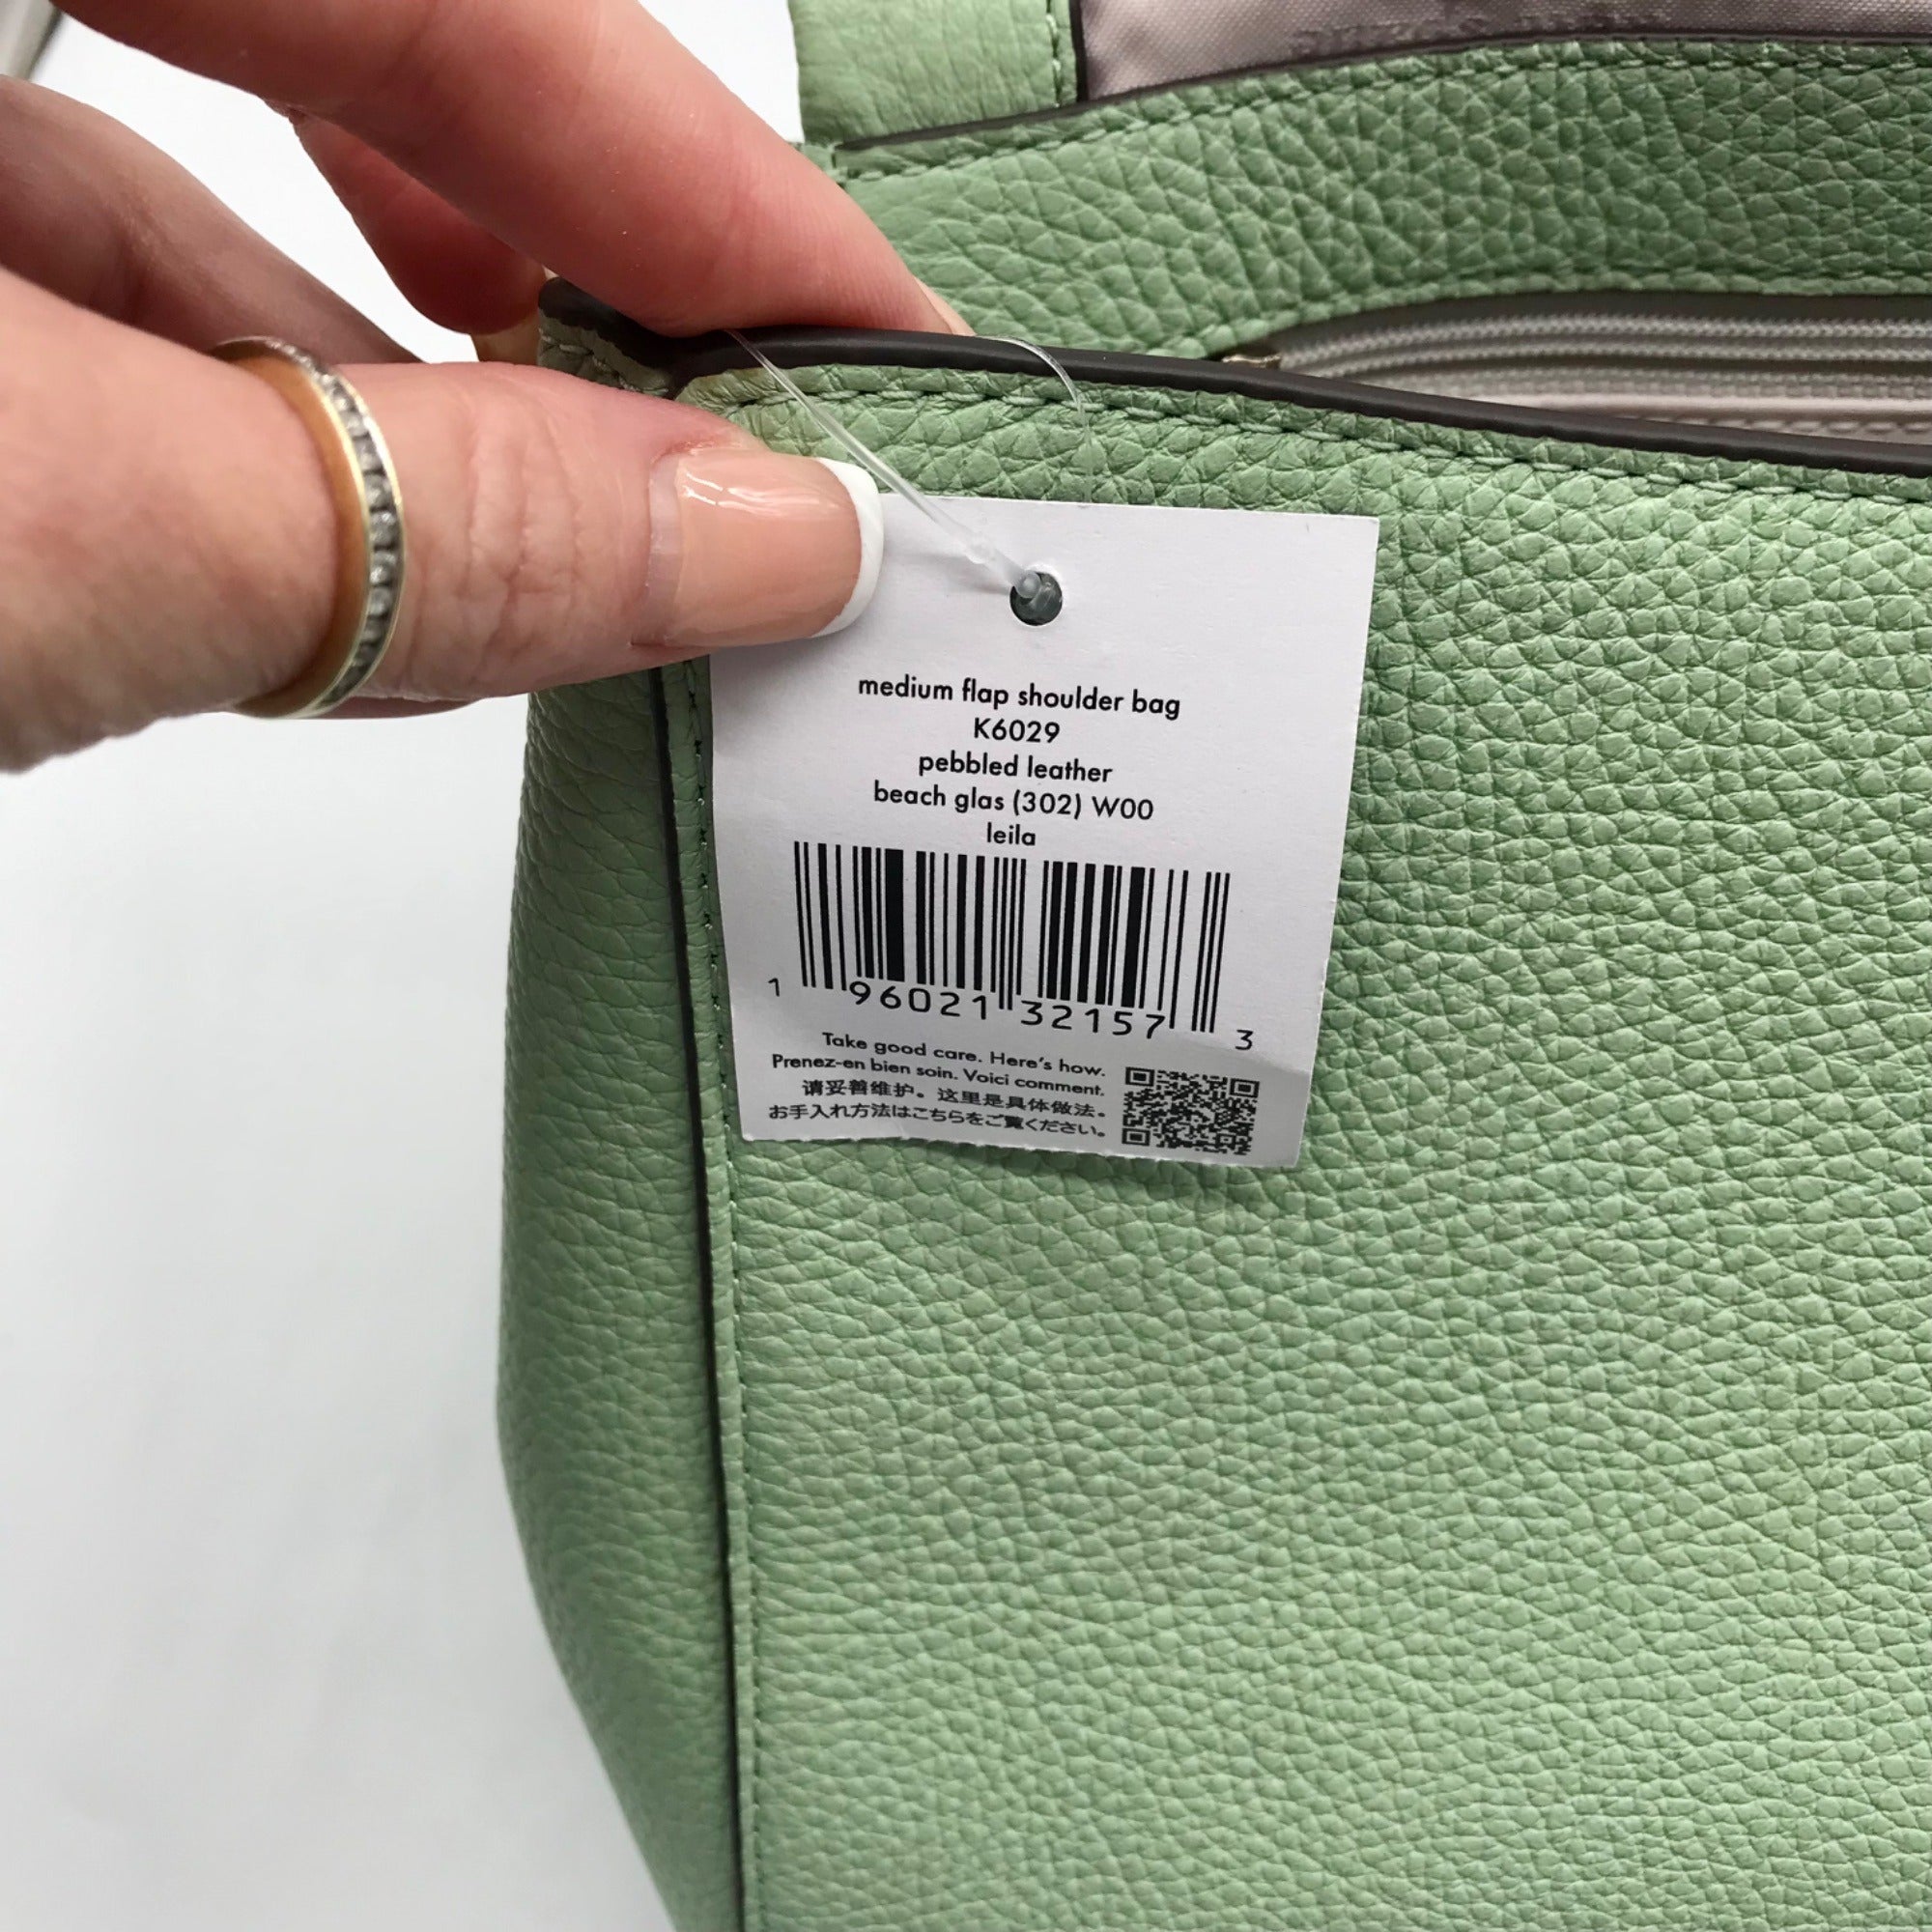 medium flap shoulder bag
K6029
pebbled leather
beach glas (302) W00
leila
1 96021 32157 3
Take good care. Here's how.
Prenez-en bien soin. Voici comment.
请妥善维护。这里是具体做法。
お手入れ方法はこちらをご覧ください。